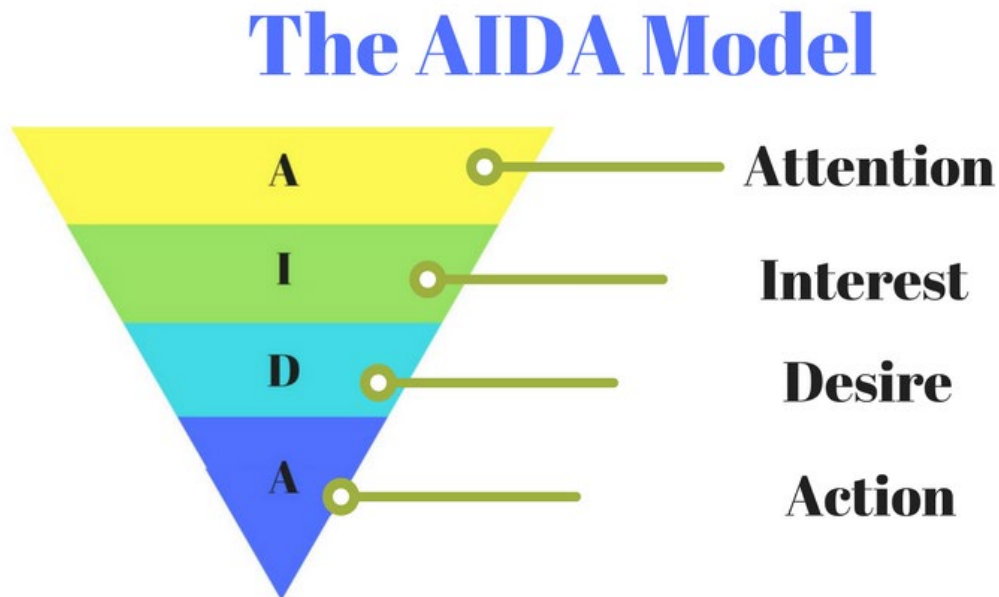 The AIDA Model
A
Attention
I
Interest
D
Desire
A
Action